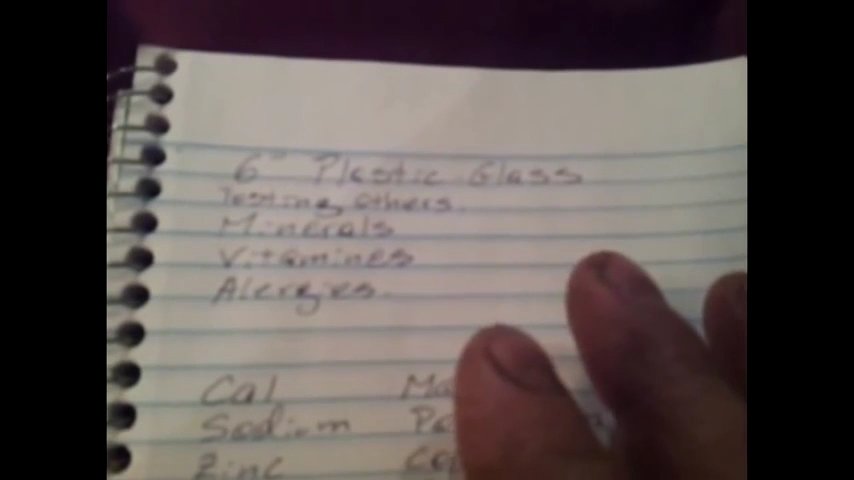 6" Plastic Glass
Testing Others.
Minerals
Vitamines
Alergies.
Cal
Sodium
Zinc